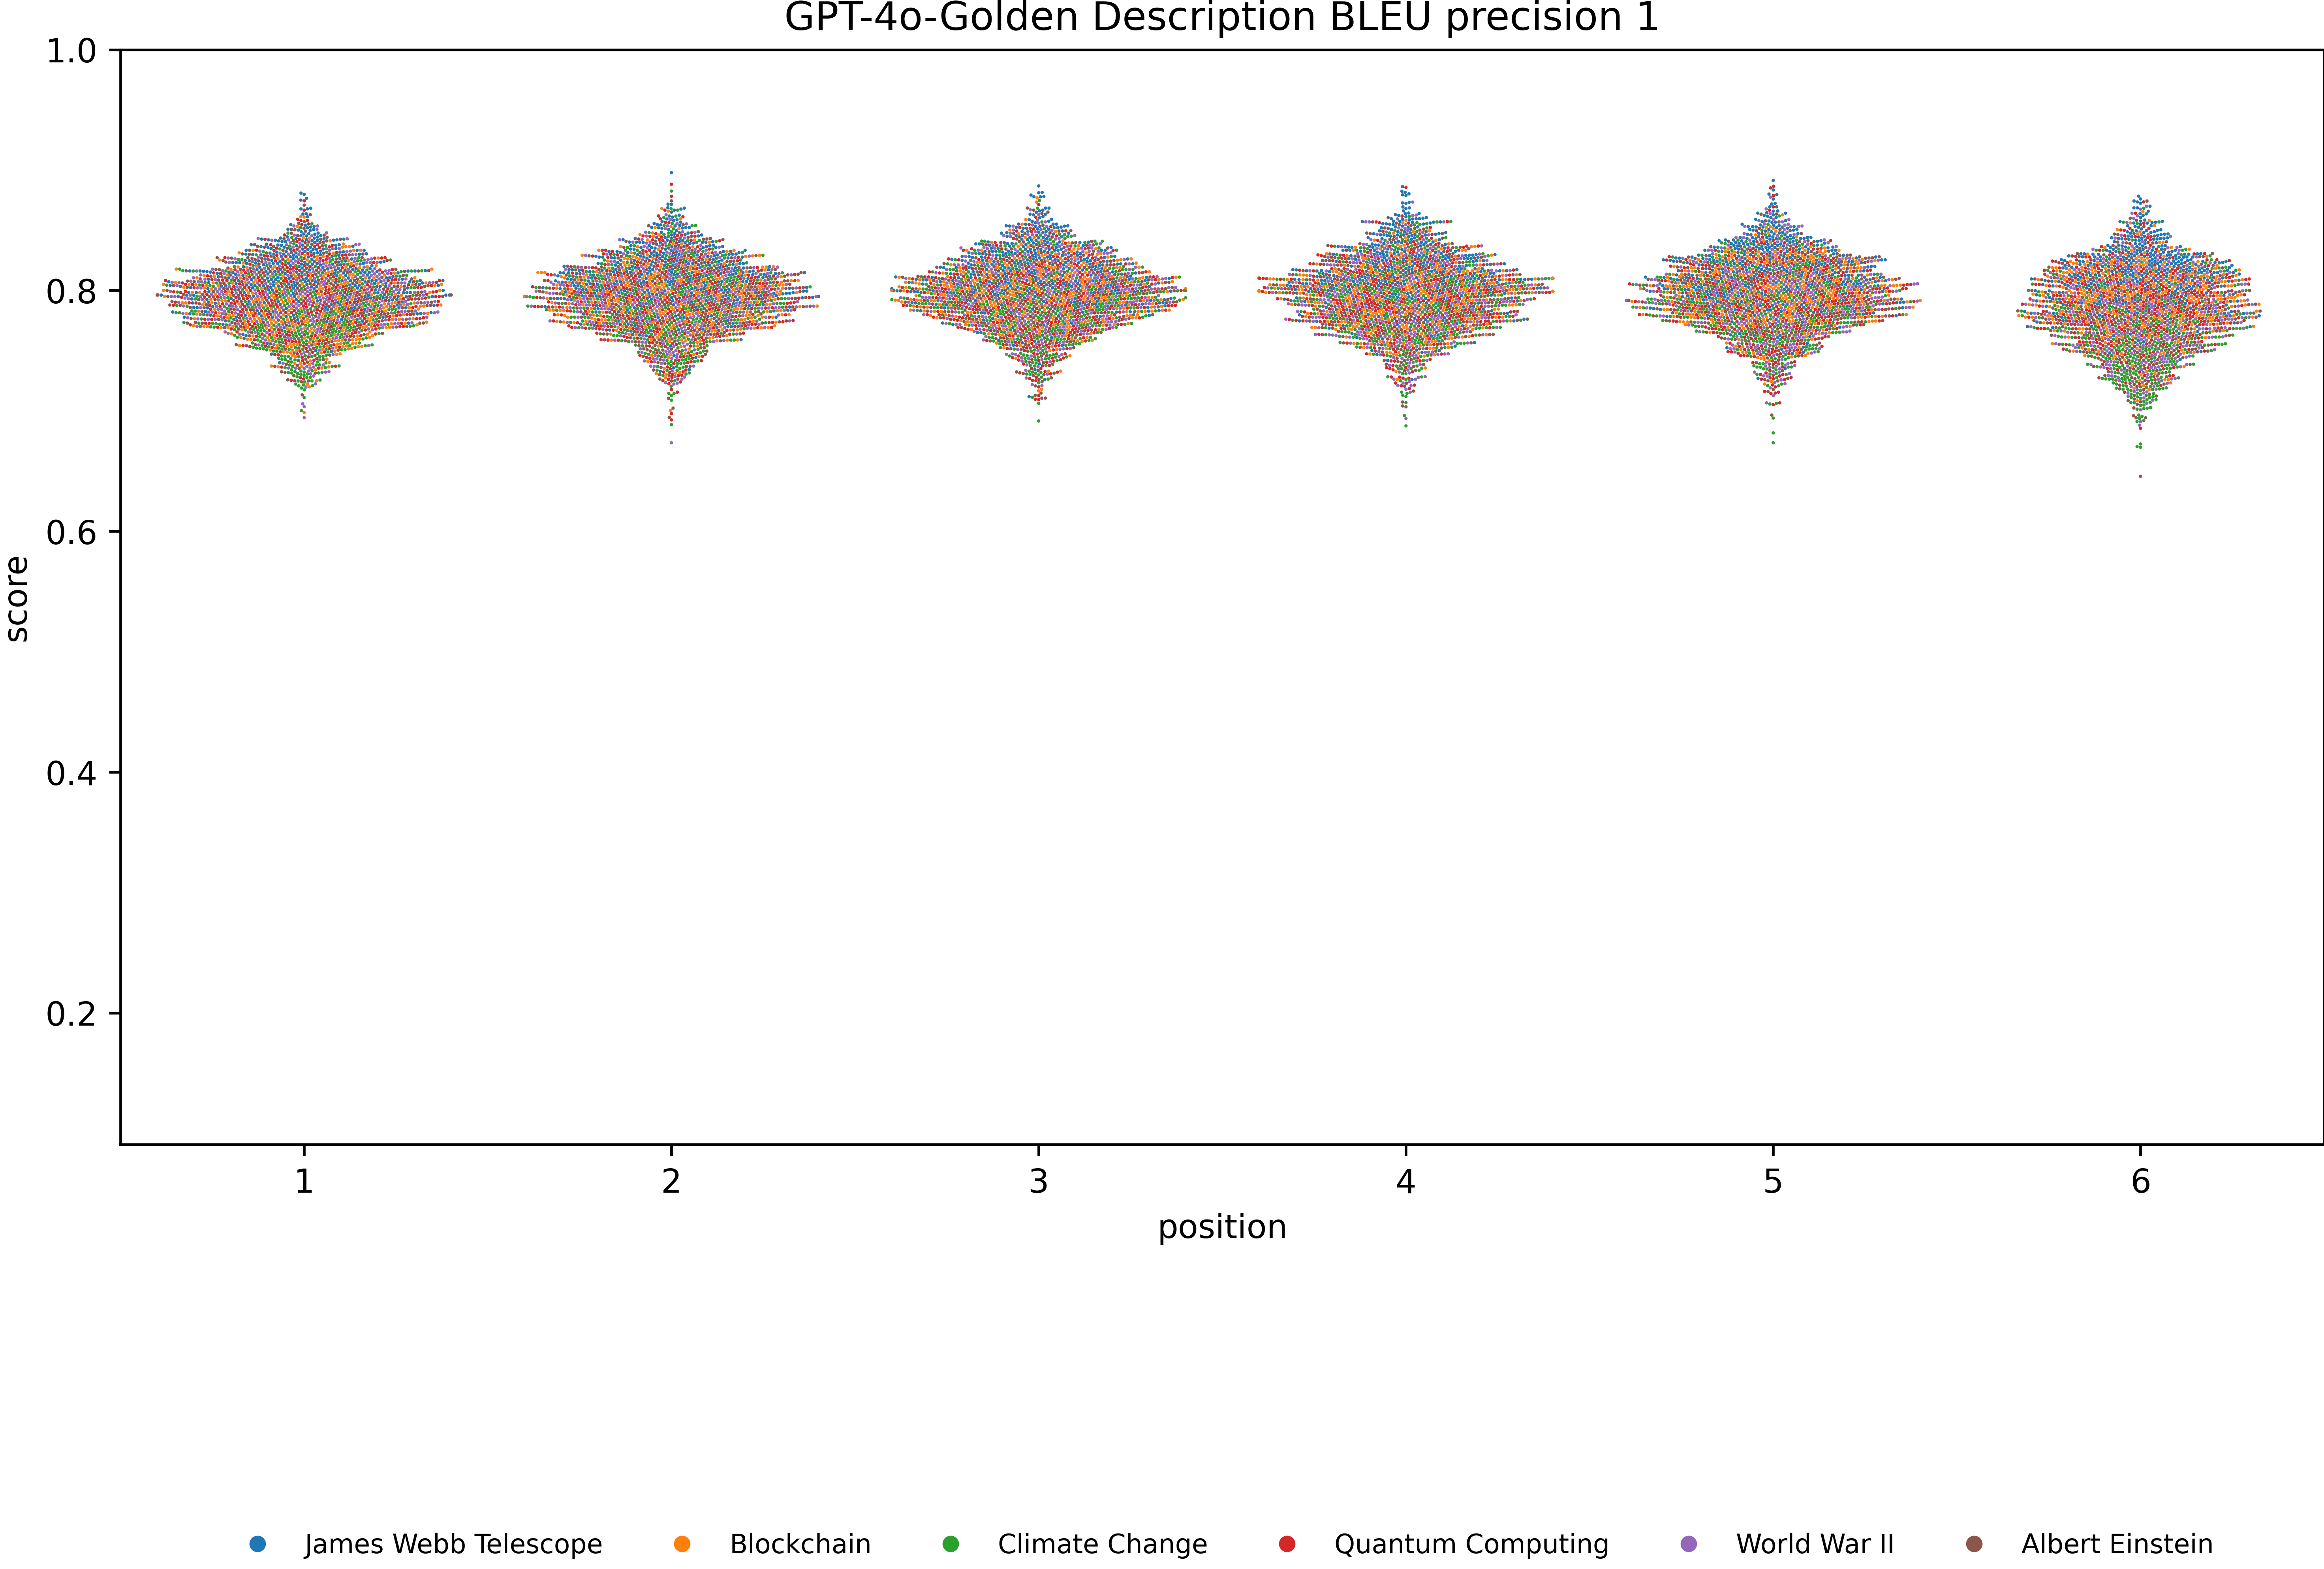 GPT-4o-Golden Description BLEU precision 1
1.0
0.8
0.6
0.4
0.2
score
1 2 3 4 5 6
position
James Webb Telescope Blockchain Climate Change Quantum Computing World War II Albert Einstein